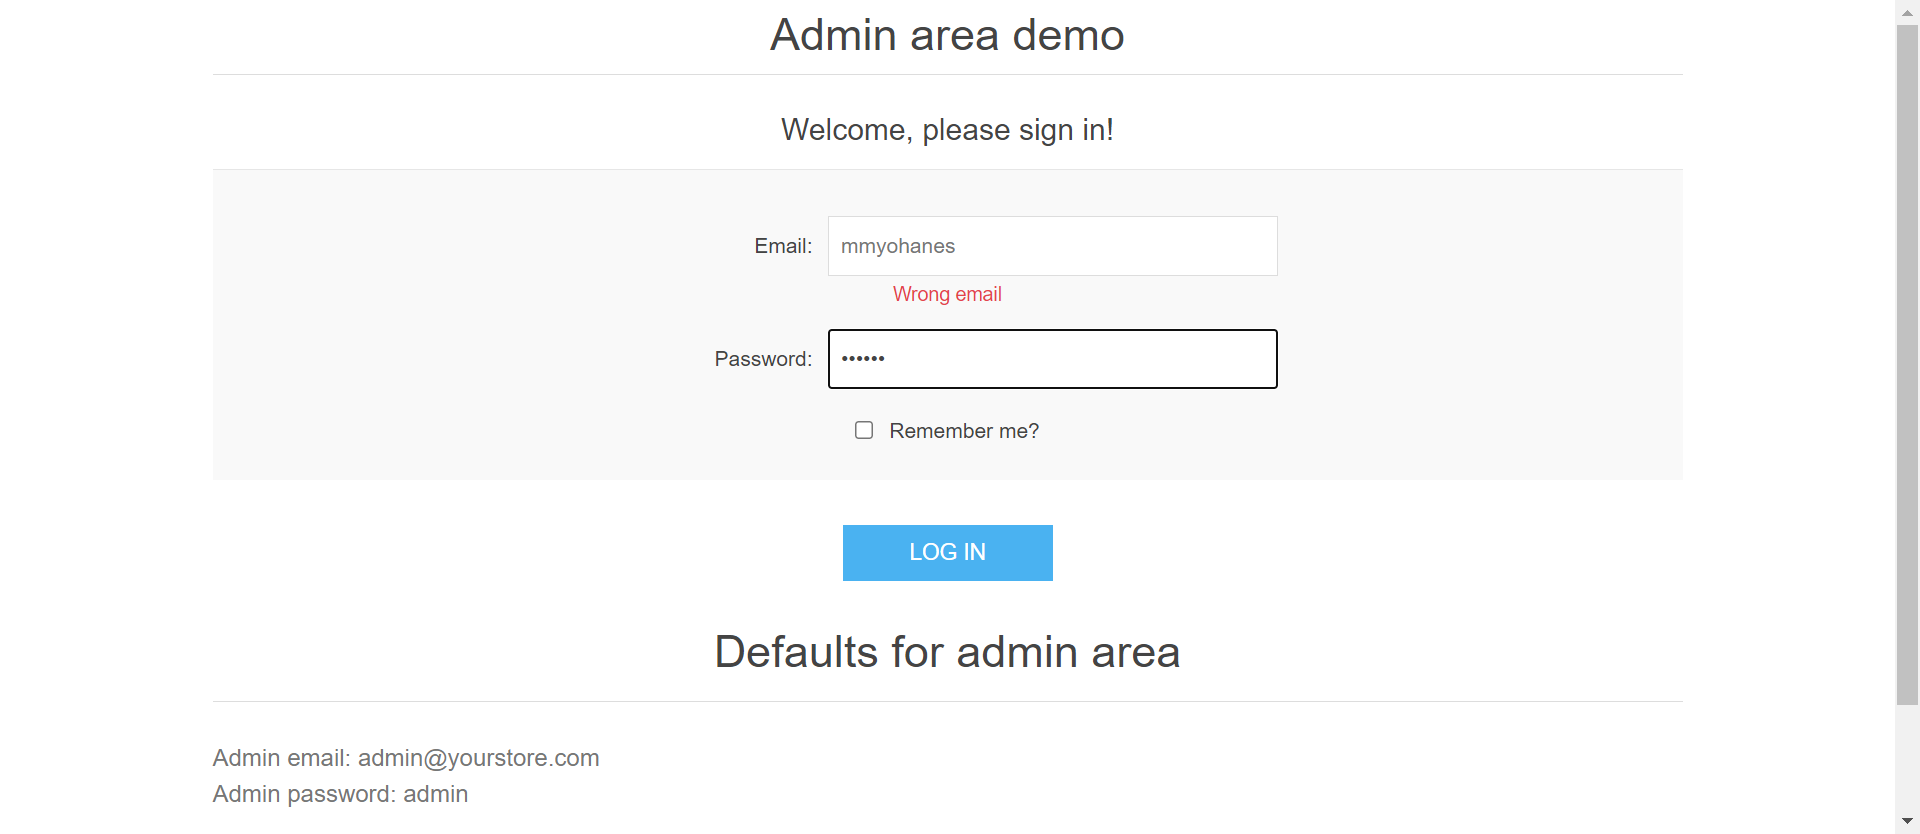 Admin area demo
Welcome, please sign in!
Email: mmyohanes
Wrong email
Password: ••••••
Remember me?
LOG IN
Defaults for admin area
Admin email: admin@yourstore.com
Admin password: admin